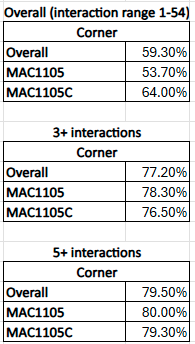 Overall (interaction range 1-54)
Corner
Overall 59.30%
MAC1105 53.70%
MAC1105C 64.00%
3+ interactions
Corner
Overall 77.20%
MAC1105 78.30%
MAC1105C 76.50%
5+ interactions
Corner
Overall 79.50%
MAC1105 80.00%
MAC1105C 79.30%